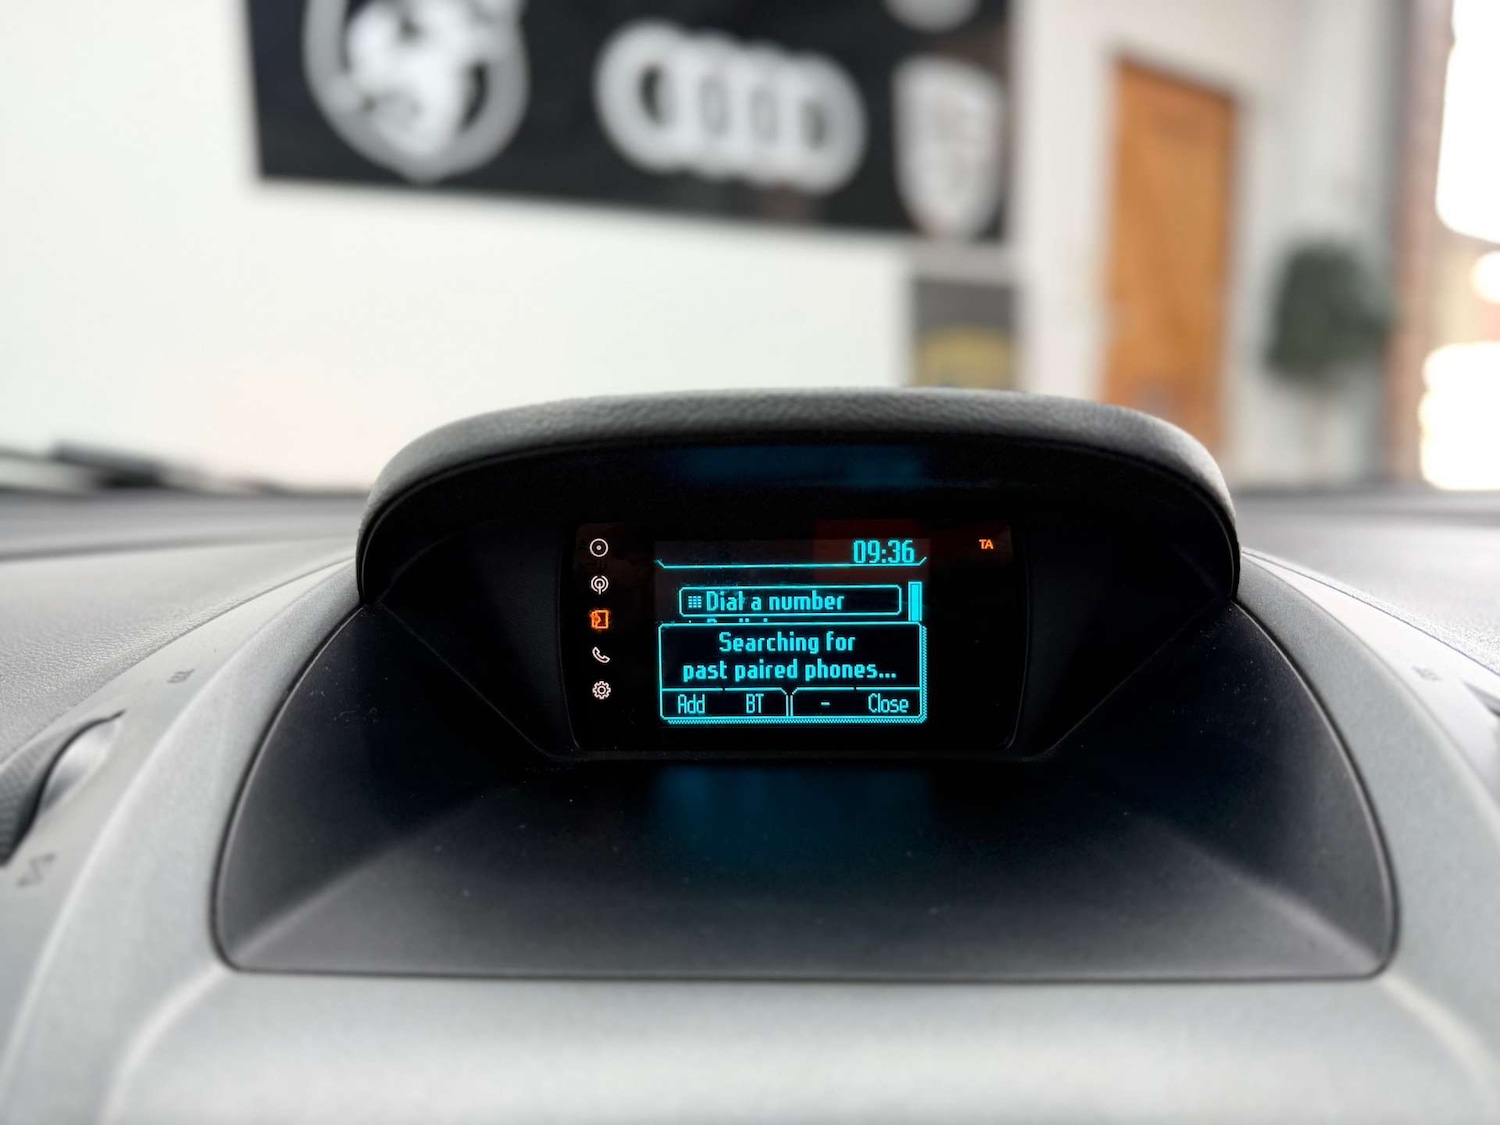 09:36
TA
Dial a number
Searching for
past paired phones...
Add BT - Close